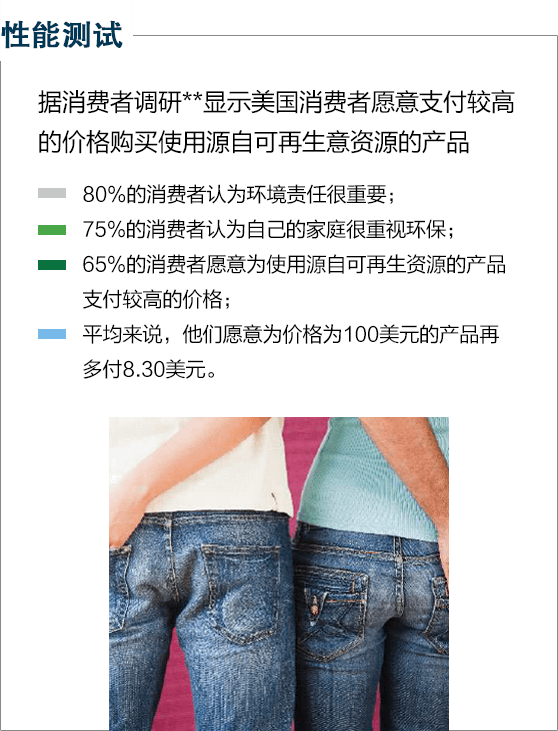 性能测试
据消费者调研**显示美国消费者愿意支付较高
的价格购买使用源自可再生意资源的产品
80%的消费者认为环境责任很重要；
75%的消费者认为自己的家庭很重视环保；
65%的消费者愿意为使用源自可再生资源的产品
支付较高的价格；
平均来说，他们愿意为价格为100美元的产品再
多付8.30美元。